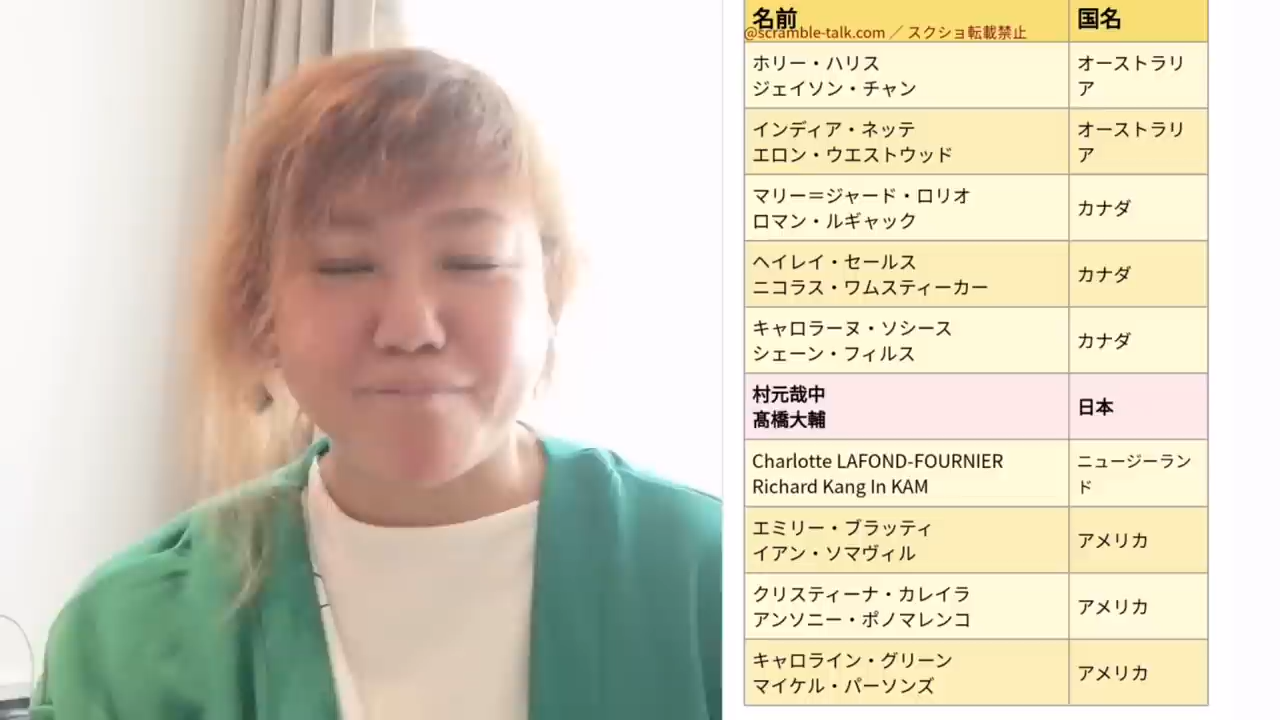 名前 国名
@scramble-talk.com ／ スクショ転載禁止
ホリー・ハリス
ジェイソン・チャン
オーストラリ
ア
インディア・ネッテ
エロン・ウエストウッド
オーストラリ
ア
マリー＝ジャード・ロリオ
ロマン・ルギャック
カナダ
ヘイレイ・セールス
ニコラス・ワムスティーカー
カナダ
キャロラーヌ・ソシース
シェーン・フィルス
カナダ
村元哉中
髙橋大輔
日本
Charlotte LAFOND-FOURNIER
Richard Kang In KAM
ニュージーラン
ド
エミリー・ブラッティ
イアン・ソマヴィル
アメリカ
クリスティーナ・カレイラ
アンソニー・ポノマレンコ
アメリカ
キャロライン・グリーン
マイケル・パーソンズ
アメリカ